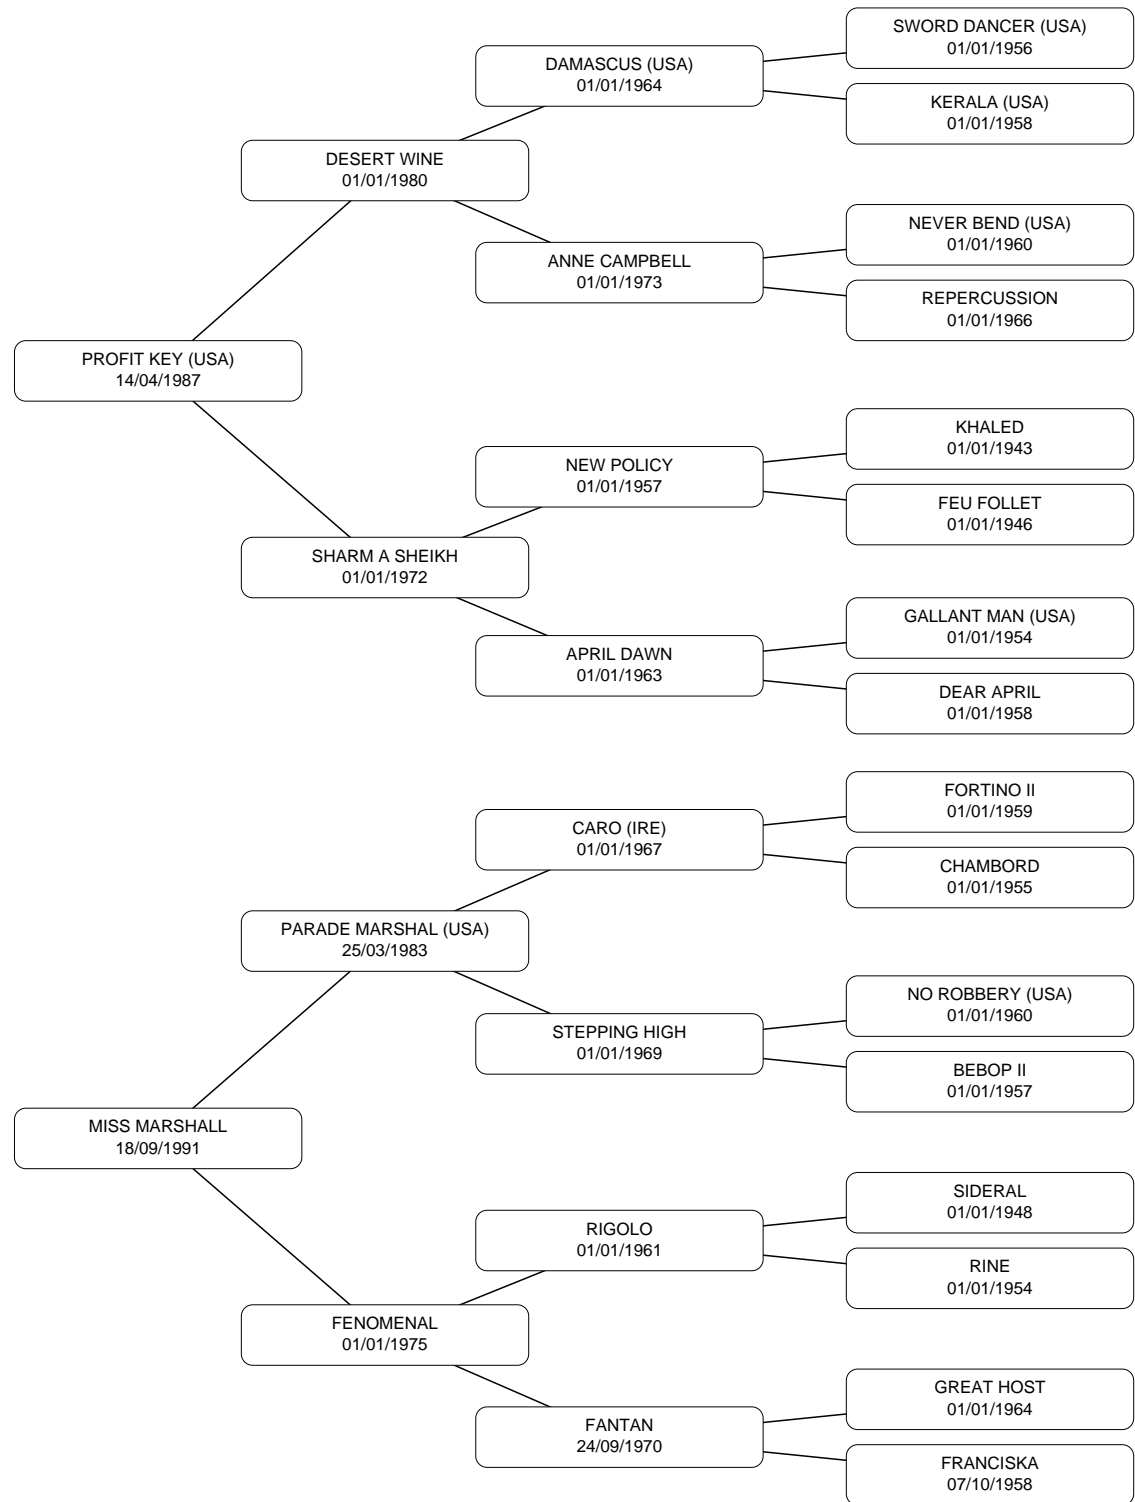 SWORD DANCER (USA)
01/01/1956
DAMASCUS (USA)
01/01/1964
KERALA (USA)
01/01/1958
DESERT WINE
01/01/1980
NEVER BEND (USA)
01/01/1960
ANNE CAMPBELL
01/01/1973
REPERCUSSION
01/01/1966
PROFIT KEY (USA)
14/04/1987
KHALED
01/01/1943
NEW POLICY
01/01/1957
FEU FOLLET
01/01/1946
SHARM A SHEIKH
01/01/1972
GALLANT MAN (USA)
01/01/1954
APRIL DAWN
01/01/1963
DEAR APRIL
01/01/1958
FORTINO II
01/01/1959
CARO (IRE)
01/01/1967
CHAMBORD
01/01/1955
PARADE MARSHAL (USA)
25/03/1983
NO ROBBERY (USA)
01/01/1960
STEPPING HIGH
01/01/1969
BEBOP II
01/01/1957
MISS MARSHALL
18/09/1991
SIDERAL
01/01/1948
RIGOLO
01/01/1961
RINE
01/01/1954
FENOMENAL
01/01/1975
GREAT HOST
01/01/1964
FANTAN
24/09/1970
FRANCISKA
07/10/1958